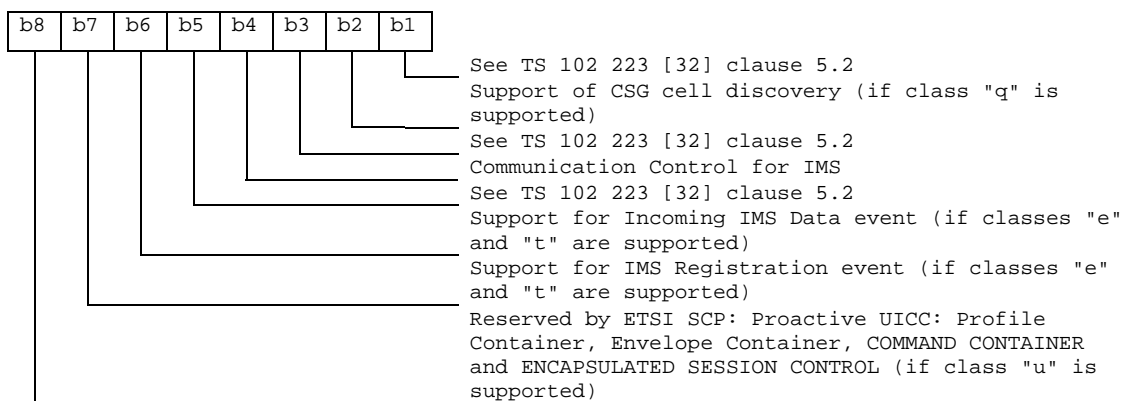 b8 b7 b6 b5 b4 b3 b2 b1
See TS 102 223 [32] clause 5.2
Support of CSG cell discovery (if class "q" is
supported)
See TS 102 223 [32] clause 5.2
Communication Control for IMS
See TS 102 223 [32] clause 5.2
Support for Incoming IMS Data event (if classes "e"
and "t" are supported)
Support for IMS Registration event (if classes "e"
and "t" are supported)
Reserved by ETSI SCP: Proactive UICC: Profile
Container, Envelope Container, COMMAND CONTAINER
and ENCAPSULATED SESSION CONTROL (if class "u" is
supported)